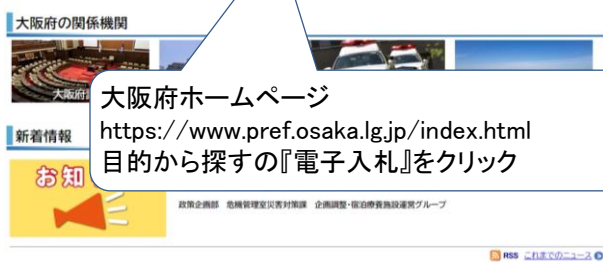 大阪府の関係機関
大阪府
大阪府ホームページ
https://www.pref.osaka.lg.jp/index.html
目的から探すの『電子入札』をクリック
新着情報
お知
政策企画部 危機管理室災害対策課 企画調整・宿泊療養施設運営グループ
RSS これまでのニュース